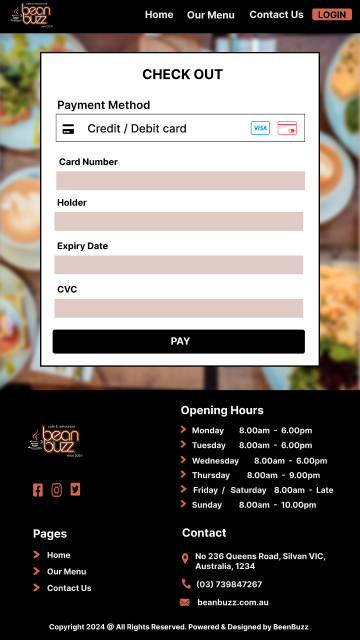 cafe & restaurant
bean
buzz
since 2024
Home Our Menu Contact Us LOGIN
CHECK OUT
Payment Method
Credit / Debit card VISA
Card Number
Holder
Expiry Date
CVC
PAY
cafe & restaurant
bean
buzz
since 2024
Opening Hours
Monday 8.00am - 6.00pm
Tuesday 8.00am - 6.00pm
Wednesday 8.00am - 6.00pm
Thursday 8.00am - 9.00pm
Friday / Saturday 8.00am - Late
Sunday 8.00am - 10.00pm
Pages
Home
Our Menu
Contact Us
Contact
No 236 Queens Road, Silvan VIC,
Australia, 1234
(03) 739847267
beanbuzz.com.au
Copyright 2024 @ All Rights Reserved. Powered & Designed by BeenBuzz